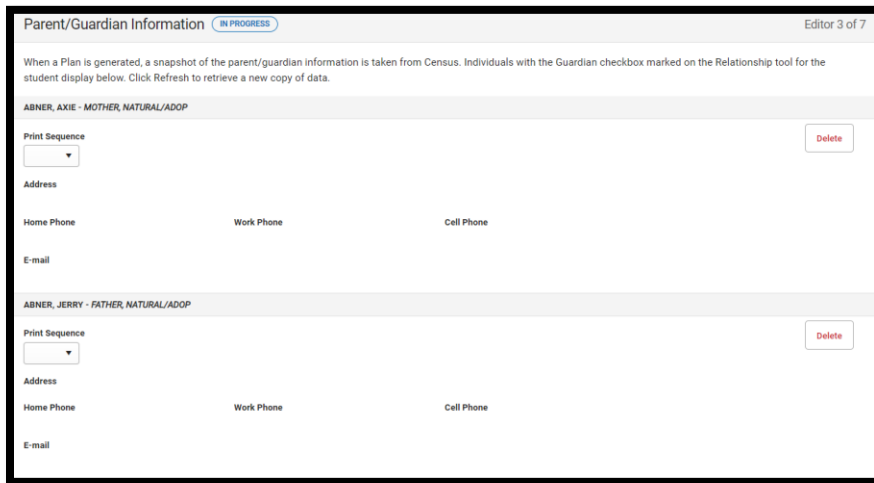 Parent/Guardian Information IN PROGRESS Editor 3 of 7
When a Plan is generated, a snapshot of the parent/guardian information is taken from Census. Individuals with the Guardian checkbox marked on the Relationship tool for the
student display below. Click Refresh to retrieve a new copy of data.
ABNER, AXIE - MOTHER, NATURAL/ADOP
Print Sequence
Delete
Address
Home Phone Work Phone Cell Phone
E-mail
ABNER, JERRY - FATHER, NATURAL/ADOP
Print Sequence
Delete
Address
Home Phone Work Phone Cell Phone
E-mail